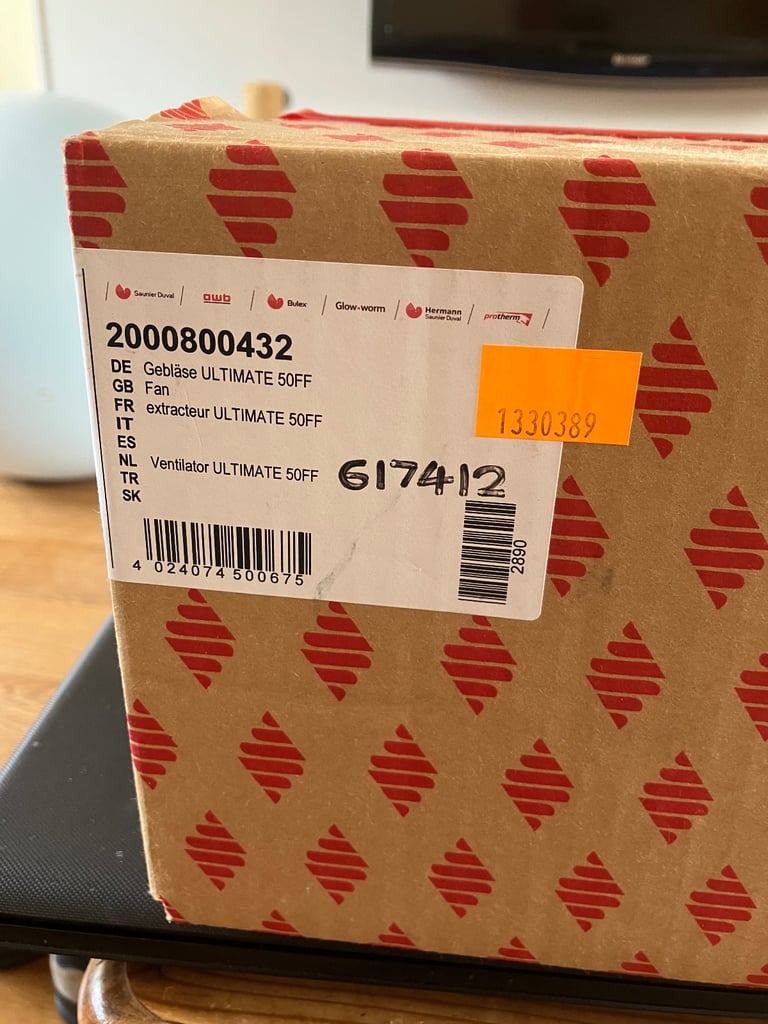 Saunier Duval awb Bulex Glow-worm Hermann Saunier Duval protherm
2000800432
DE Gebläse ULTIMATE 50FF
GB Fan
FR extracteur ULTIMATE 50FF
IT
ES
NL Ventilator ULTIMATE 50FF
TR
SK
617412
1330389
4 024074 500675
2890